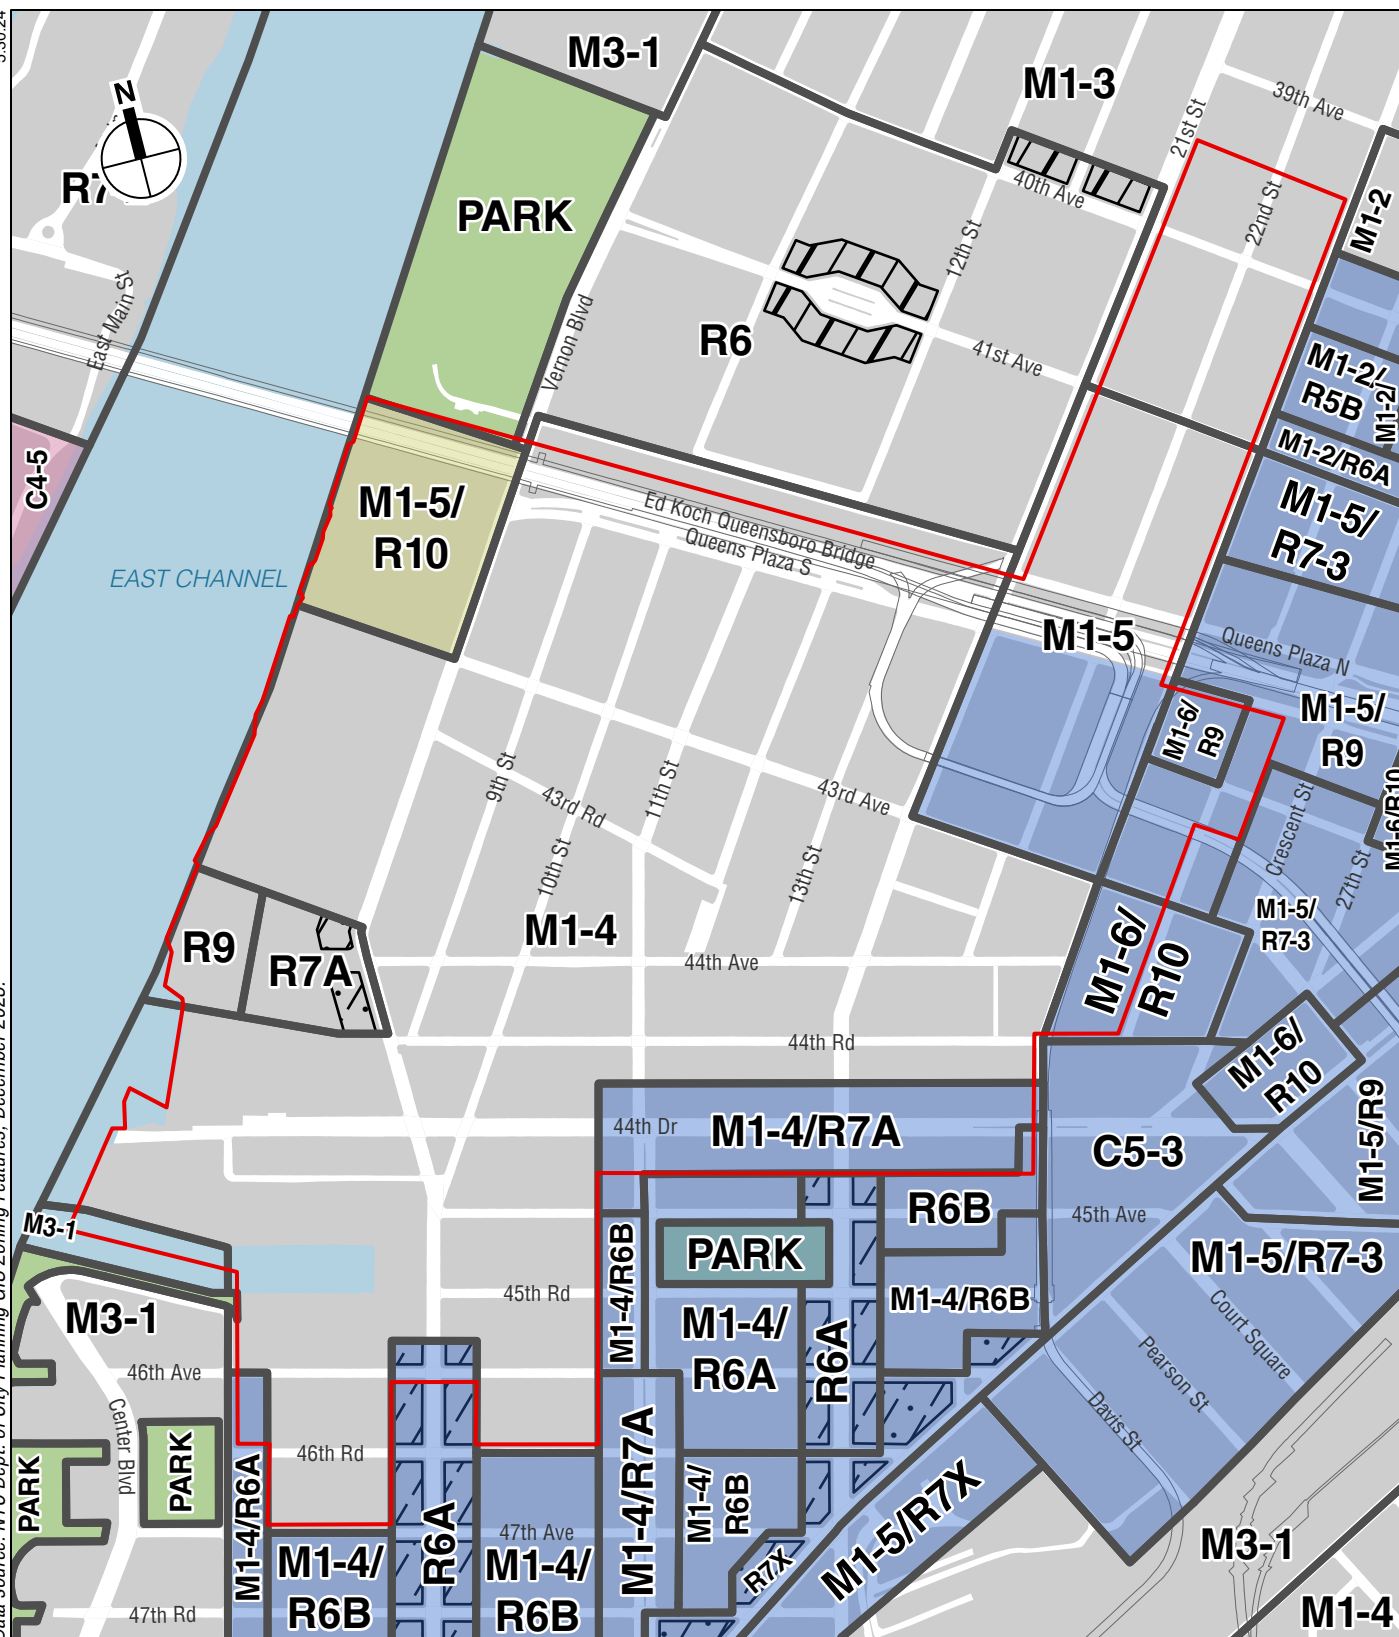 M3-1
M1-3
39th Ave
21st St
N
R7
PARK
40th Ave
22nd St
M1-2
12th St
East Main St
Vernon Blvd
R6
41st Ave
M1-2/
R5B
M1-2/
M1-2/R6A
C4-5
M1-5/
R10
M1-5/
R7-3
Ed Koch Queensboro Bridge
Queens Plaza S
EAST CHANNEL
M1-5
Queens Plaza N
M1-6/
R9
M1-5/
R9
9th St
43rd Rd
11th St
43rd Ave
M1-6/R10
Crescent St
27th St
10th St
13th St
M1-4
M1-5/
R7-3
R9
R7A
44th Ave
M1-6/
R10
44th Rd
M1-6/
R10
44th Dr
M1-4/R7A
C5-3
M1-5/R9
M3-1
R6B
45th Ave
PARK
M1-4/R6B
M1-5/R7-3
45th Rd
M1-4/R6B
M3-1
M1-4/
R6A
R6A
Court Square
Pearson St
46th Ave
Center Blvd
Davis St
46th Rd
PARK
PARK
M1-4/R6A
M1-4/R7A
M1-4/
R6B
M1-5/R7X
47th Ave
R6A
M1-4/
R6B
M1-4/
R6B
R7X
M3-1
47th Rd
M1-4